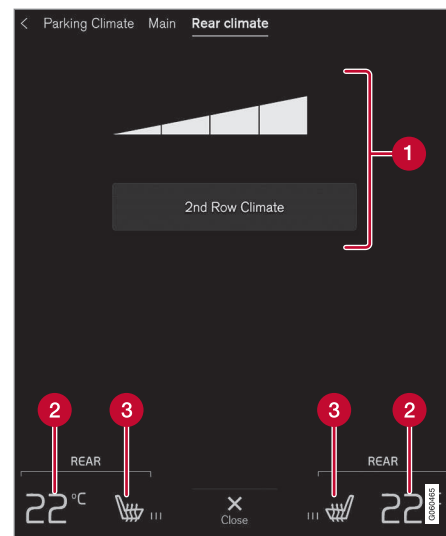 < Parking Climate Main Rear climate
1
2nd Row Climate
2 3 3 2
REAR REAR
22 °C 22
Close
G060465